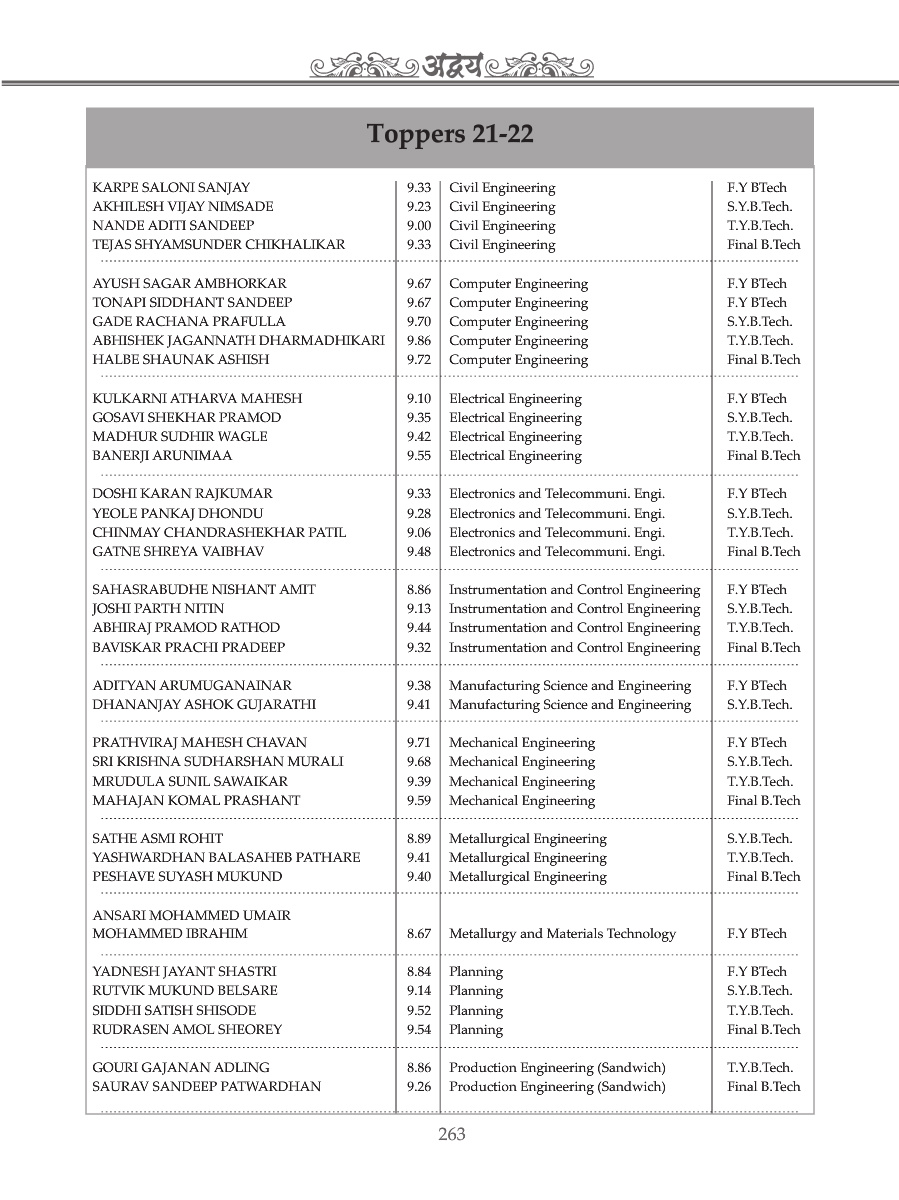 अद्वय
Toppers 21-22
KARPE SALONI SANJAY 9.33 Civil Engineering F.Y BTech
AKHILESH VIJAY NIMSADE 9.23 Civil Engineering S.Y.B.Tech.
NANDE ADITI SANDEEP 9.00 Civil Engineering T.Y.B.Tech.
TEJAS SHYAMSUNDER CHIKHALIKAR 9.33 Civil Engineering Final B.Tech
AYUSH SAGAR AMBHORKAR 9.67 Computer Engineering F.Y BTech
TONAPI SIDDHANT SANDEEP 9.67 Computer Engineering F.Y BTech
GADE RACHANA PRAFULLA 9.70 Computer Engineering S.Y.B.Tech.
ABHISHEK JAGANNATH DHARMADHIKARI 9.86 Computer Engineering T.Y.B.Tech.
HALBE SHAUNAK ASHISH 9.72 Computer Engineering Final B.Tech
KULKARNI ATHARVA MAHESH 9.10 Electrical Engineering F.Y BTech
GOSAVI SHEKHAR PRAMOD 9.35 Electrical Engineering S.Y.B.Tech.
MADHUR SUDHIR WAGLE 9.42 Electrical Engineering T.Y.B.Tech.
BANERJI ARUNIMAA 9.55 Electrical Engineering Final B.Tech
DOSHI KARAN RAJKUMAR 9.33 Electronics and Telecommuni. Engi. F.Y BTech
YEOLE PANKAJ DHONDU 9.28 Electronics and Telecommuni. Engi. S.Y.B.Tech.
CHINMAY CHANDRASHEKHAR PATIL 9.06 Electronics and Telecommuni. Engi. T.Y.B.Tech.
GATNE SHREYA VAIBHAV 9.48 Electronics and Telecommuni. Engi. Final B.Tech
SAHASRABUDHE NISHANT AMIT 8.86 Instrumentation and Control Engineering F.Y BTech
JOSHI PARTH NITIN 9.13 Instrumentation and Control Engineering S.Y.B.Tech.
ABHIRAJ PRAMOD RATHOD 9.44 Instrumentation and Control Engineering T.Y.B.Tech.
BAVISKAR PRACHI PRADEEP 9.32 Instrumentation and Control Engineering Final B.Tech
ADITYAN ARUMUGANAINAR 9.38 Manufacturing Science and Engineering F.Y BTech
DHANANJAY ASHOK GUJARATHI 9.41 Manufacturing Science and Engineering S.Y.B.Tech.
PRATHVIRAJ MAHESH CHAVAN 9.71 Mechanical Engineering F.Y BTech
SRI KRISHNA SUDHARSHAN MURALI 9.68 Mechanical Engineering S.Y.B.Tech.
MRUDULA SUNIL SAWAIKAR 9.39 Mechanical Engineering T.Y.B.Tech.
MAHAJAN KOMAL PRASHANT 9.59 Mechanical Engineering Final B.Tech
SATHE ASMI ROHIT 8.89 Metallurgical Engineering S.Y.B.Tech.
YASHWARDHAN BALASAHEB PATHARE 9.41 Metallurgical Engineering T.Y.B.Tech.
PESHAVE SUYASH MUKUND 9.40 Metallurgical Engineering Final B.Tech
ANSARI MOHAMMED UMAIR
MOHAMMED IBRAHIM 8.67 Metallurgy and Materials Technology F.Y BTech
YADNESH JAYANT SHASTRI 8.84 Planning F.Y BTech
RUTVIK MUKUND BELSARE 9.14 Planning S.Y.B.Tech.
SIDDHI SATISH SHISODE 9.52 Planning T.Y.B.Tech.
RUDRASEN AMOL SHEOREY 9.54 Planning Final B.Tech
GOURI GAJANAN ADLING 8.86 Production Engineering (Sandwich) T.Y.B.Tech.
SAURAV SANDEEP PATWARDHAN 9.26 Production Engineering (Sandwich) Final B.Tech
263